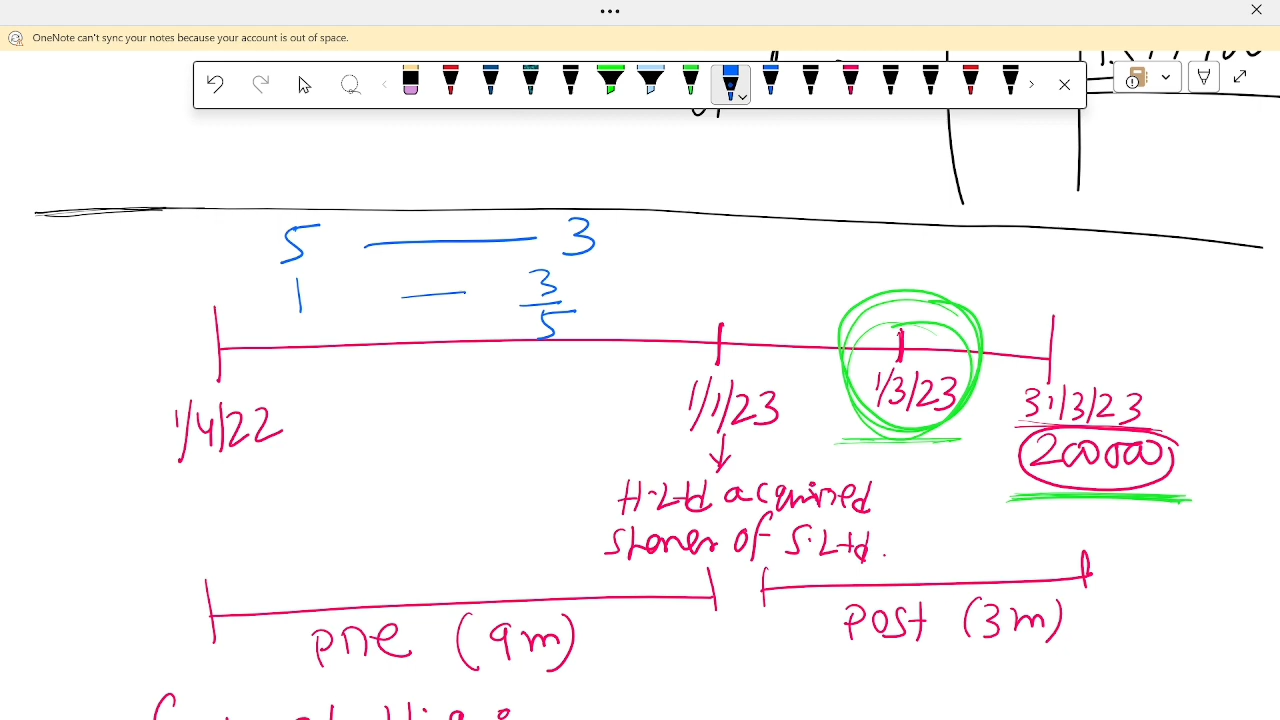 OneNote can't sync your notes because your account is out of space.
5 — 3
1 — 3/5
1/4/22
1/1/23
1/3/23
31/3/23
200000
H.Ltd acquired
shares of S.Ltd.
pre (9m)
post (3m)